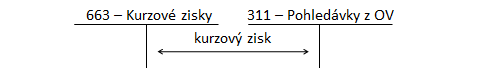 663 – Kurzové zisky 311 – Pohledávky z OV
kurzový zisk